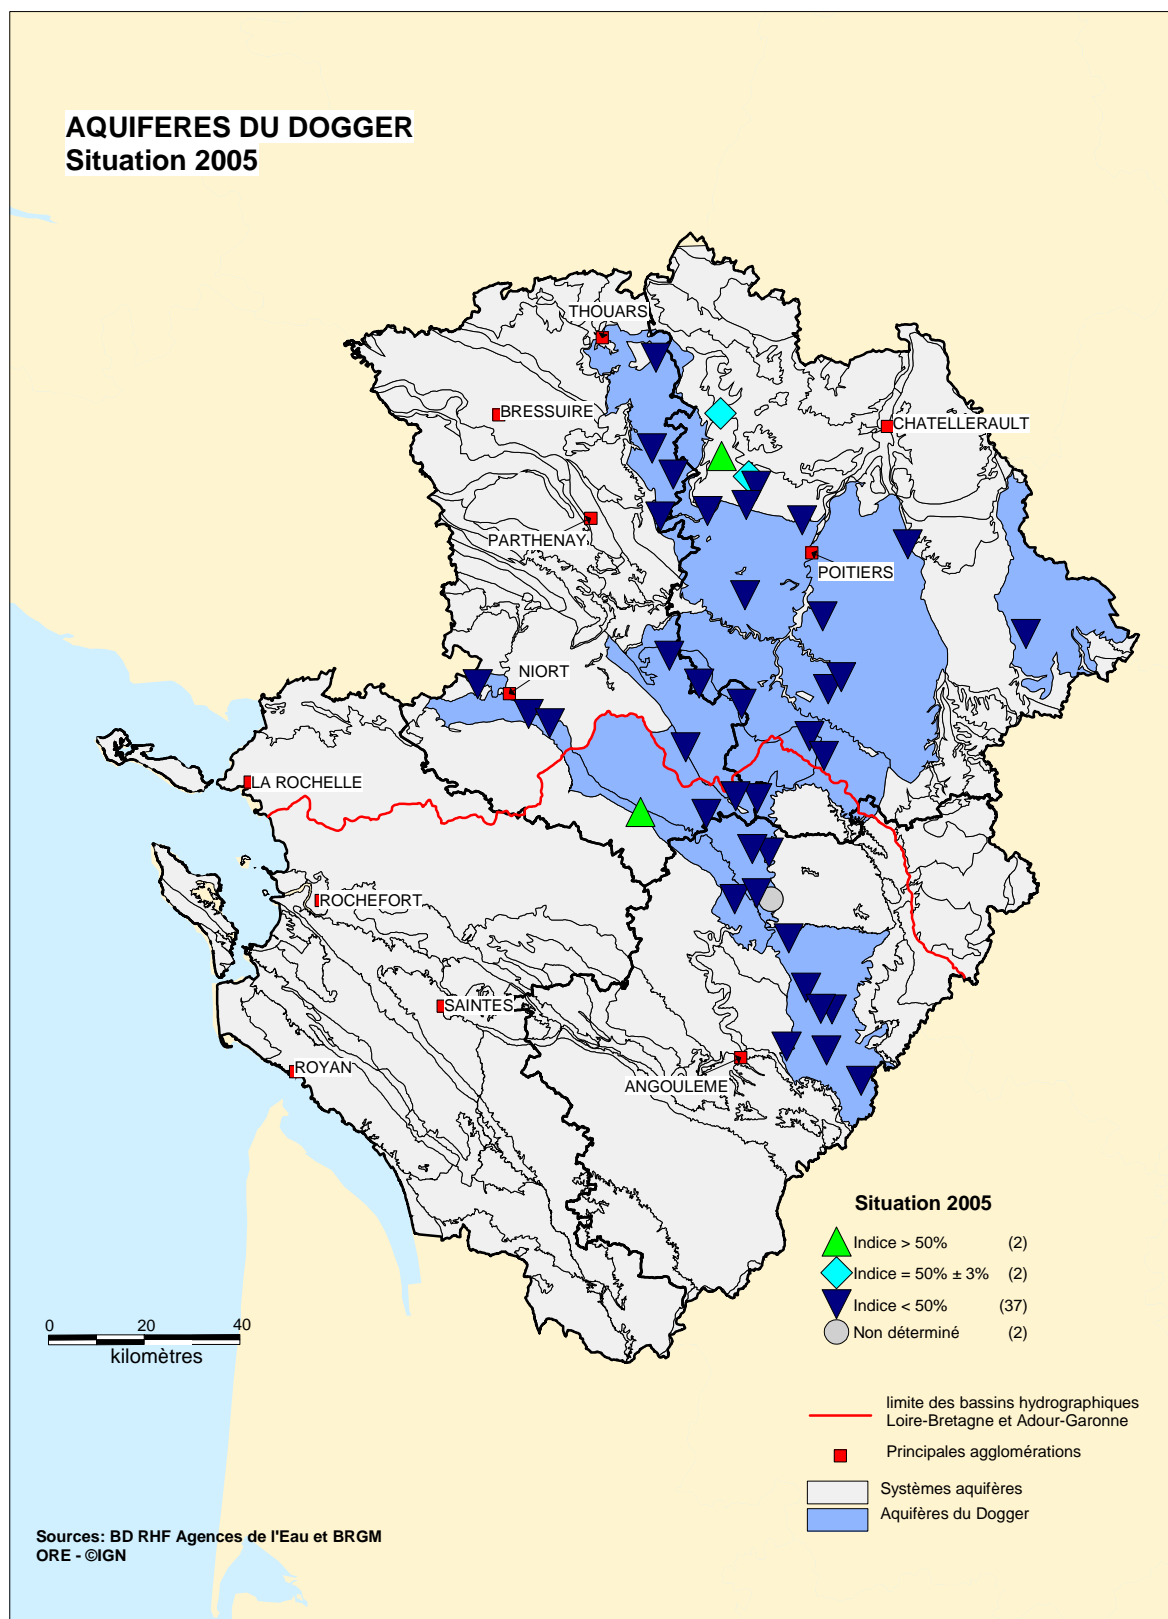 AQUIFERES DU DOGGER
Situation 2005
THOUARS
BRESSUIRE
CHATELLERAULT
PARTHENAY
POITIERS
NIORT
LA ROCHELLE
ROCHEFORT
SAINTES
ROYAN
ANGOULEME
Situation 2005
Indice > 50% (2)
Indice = 50% ± 3% (2)
Indice < 50% (37)
Non déterminé (2)
0 20 40
kilomètres
limite des bassins hydrographiques
Loire-Bretagne et Adour-Garonne
Principales agglomérations
Systèmes aquifères
Aquifères du Dogger
Sources: BD RHF Agences de l'Eau et BRGM
ORE - ©IGN